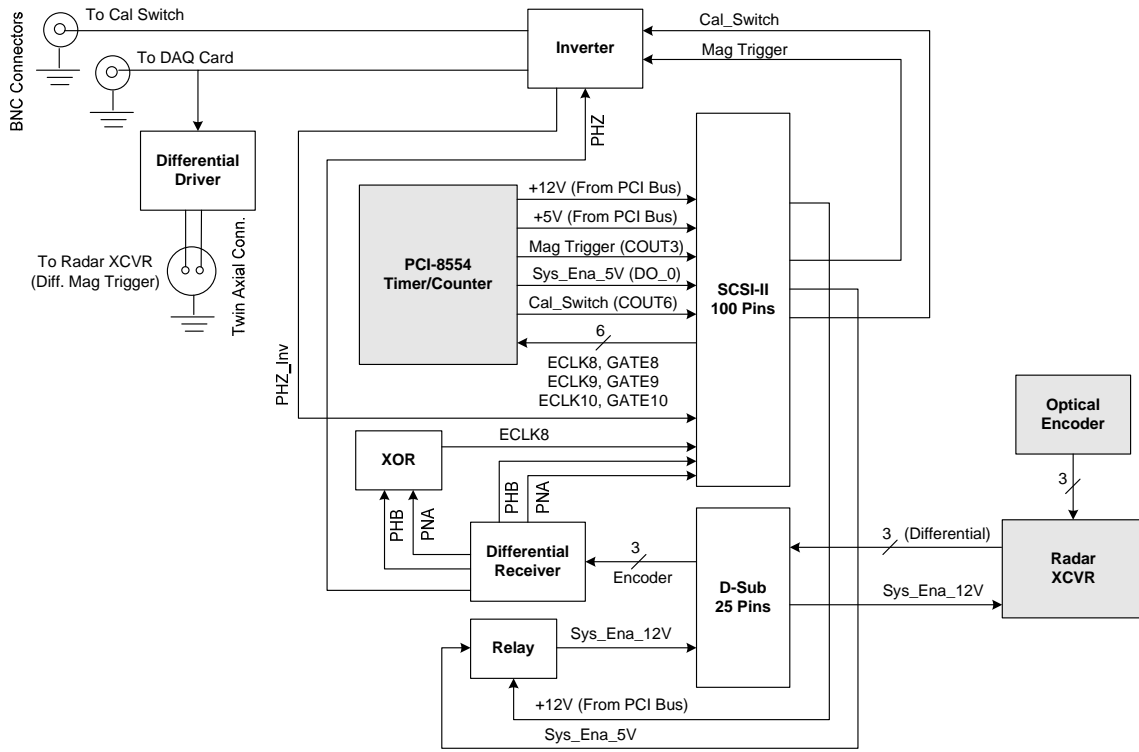 To Cal Switch
To DAQ Card
BNC Connectors
Inverter
Cal_Switch
Mag Trigger
PHZ
Differential
Driver
To Radar XCVR
(Diff. Mag Trigger)
Twin Axial Conn.
PCI-8554
Timer/Counter
+12V (From PCI Bus)
+5V (From PCI Bus)
Mag Trigger (COUT3)
Sys_Ena_5V (DO_0)
Cal_Switch (COUT6)
6
ECLK8, GATE8
ECLK9, GATE9
ECLK10, GATE10
SCSI-II
100 Pins
PHZ_Inv
XOR
ECLK8
PHB
PNA
PHB
PNA
Differential
Receiver
3
Encoder
D-Sub
25 Pins
3 (Differential)
Sys_Ena_12V
Optical
Encoder
3
Radar
XCVR
Relay
Sys_Ena_12V
+12V (From PCI Bus)
Sys_Ena_5V